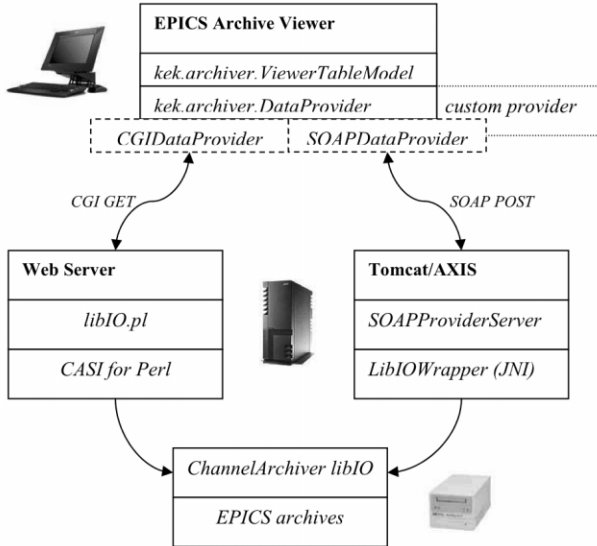 EPICS Archive Viewer
kek.archiver.ViewerTableModel
kek.archiver.DataProvider
custom provider
CGIDataProvider
SOAPDataProvider
CGI GET
SOAP POST
Web Server
libIO.pl
CASI for Perl
Tomcat/AXIS
SOAPProviderServer
LibIOWrapper (JNI)
ChannelArchiver libIO
EPICS archives